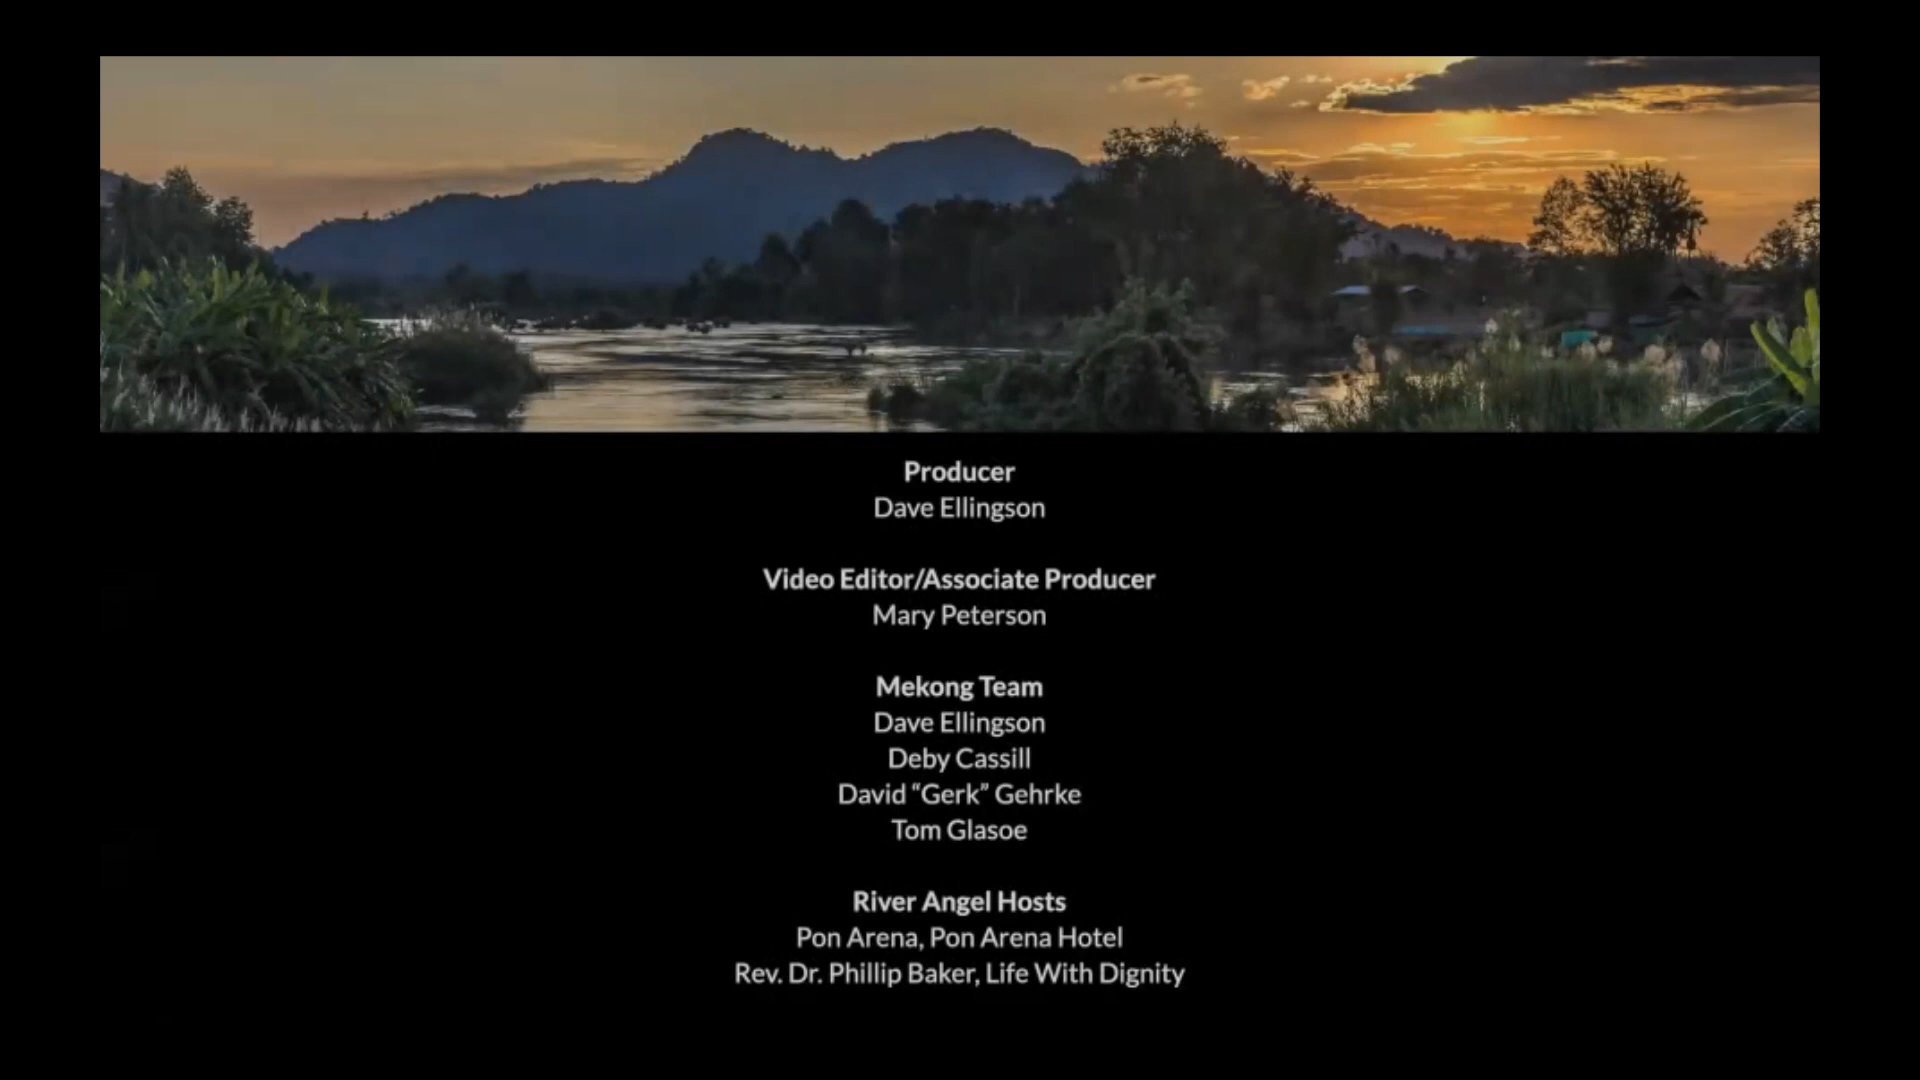 Producer
Dave Ellingson
Video Editor/Associate Producer
Mary Peterson
Mekong Team
Dave Ellingson
Deby Cassill
David “Gerk” Gehrke
Tom Glasoe
River Angel Hosts
Pon Arena, Pon Arena Hotel
Rev. Dr. Phillip Baker, Life With Dignity